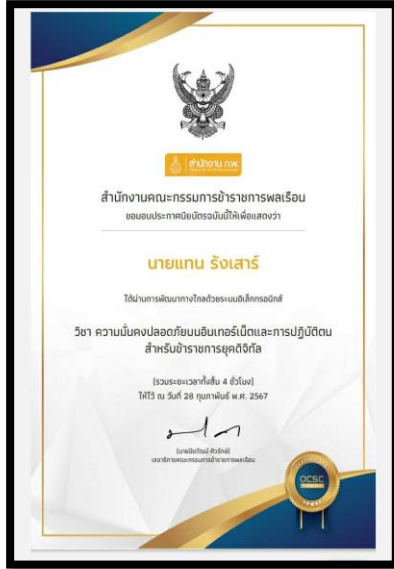 สำนักงาน ก.พ.
สำนักงานคณะกรรมการข้าราชการพลเรือน
ขอมอบประกาศนียบัตรฉบับนี้ให้เพื่อแสดงว่า
นายแทน รังเสาร์
ได้ผ่านการพัฒนาทางไกลด้วยระบบอิเล็กทรอนิกส์
วิชา ความมั่นคงปลอดภัยบนอินเทอร์เน็ตและการปฏิบัติตน
สำหรับข้าราชการยุคดิจิทัล
(รวมระยะเวลาทั้งสิ้น 4 ชั่วโมง)
ให้ไว้ ณ วันที่ 28 กุมภาพันธ์ พ.ศ. 2567
(นายปิยวัฒน์ ศิวรักษ์)
เลขาธิการคณะกรรมการข้าราชการพลเรือน
OCSC